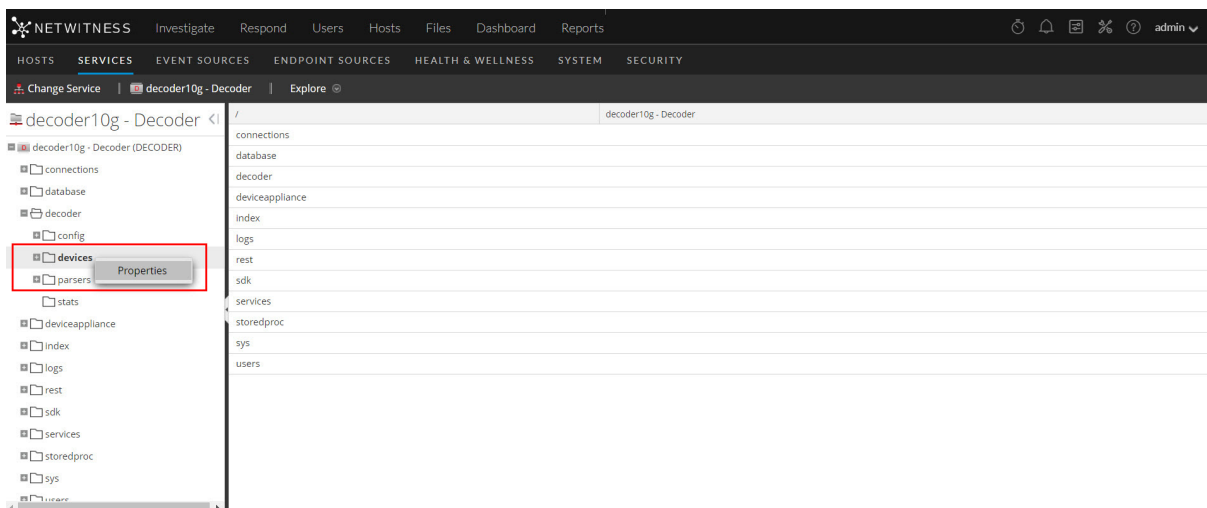 NETWITNESS Investigate Respond Users Hosts Files Dashboard Reports admin
HOSTS SERVICES EVENT SOURCES ENDPOINT SOURCES HEALTH & WELLNESS SYSTEM SECURITY
Change Service decoder10g - Decoder Explore
decoder10g - Decoder
decoder10g - Decoder (DECODER)
connections
database
decoder
config
devices
Properties
parsers
stats
deviceappliance
index
logs
rest
sdk
services
storedproc
sys
users
/ decoder10g - Decoder
connections
database
decoder
deviceappliance
index
logs
rest
sdk
services
storedproc
sys
users